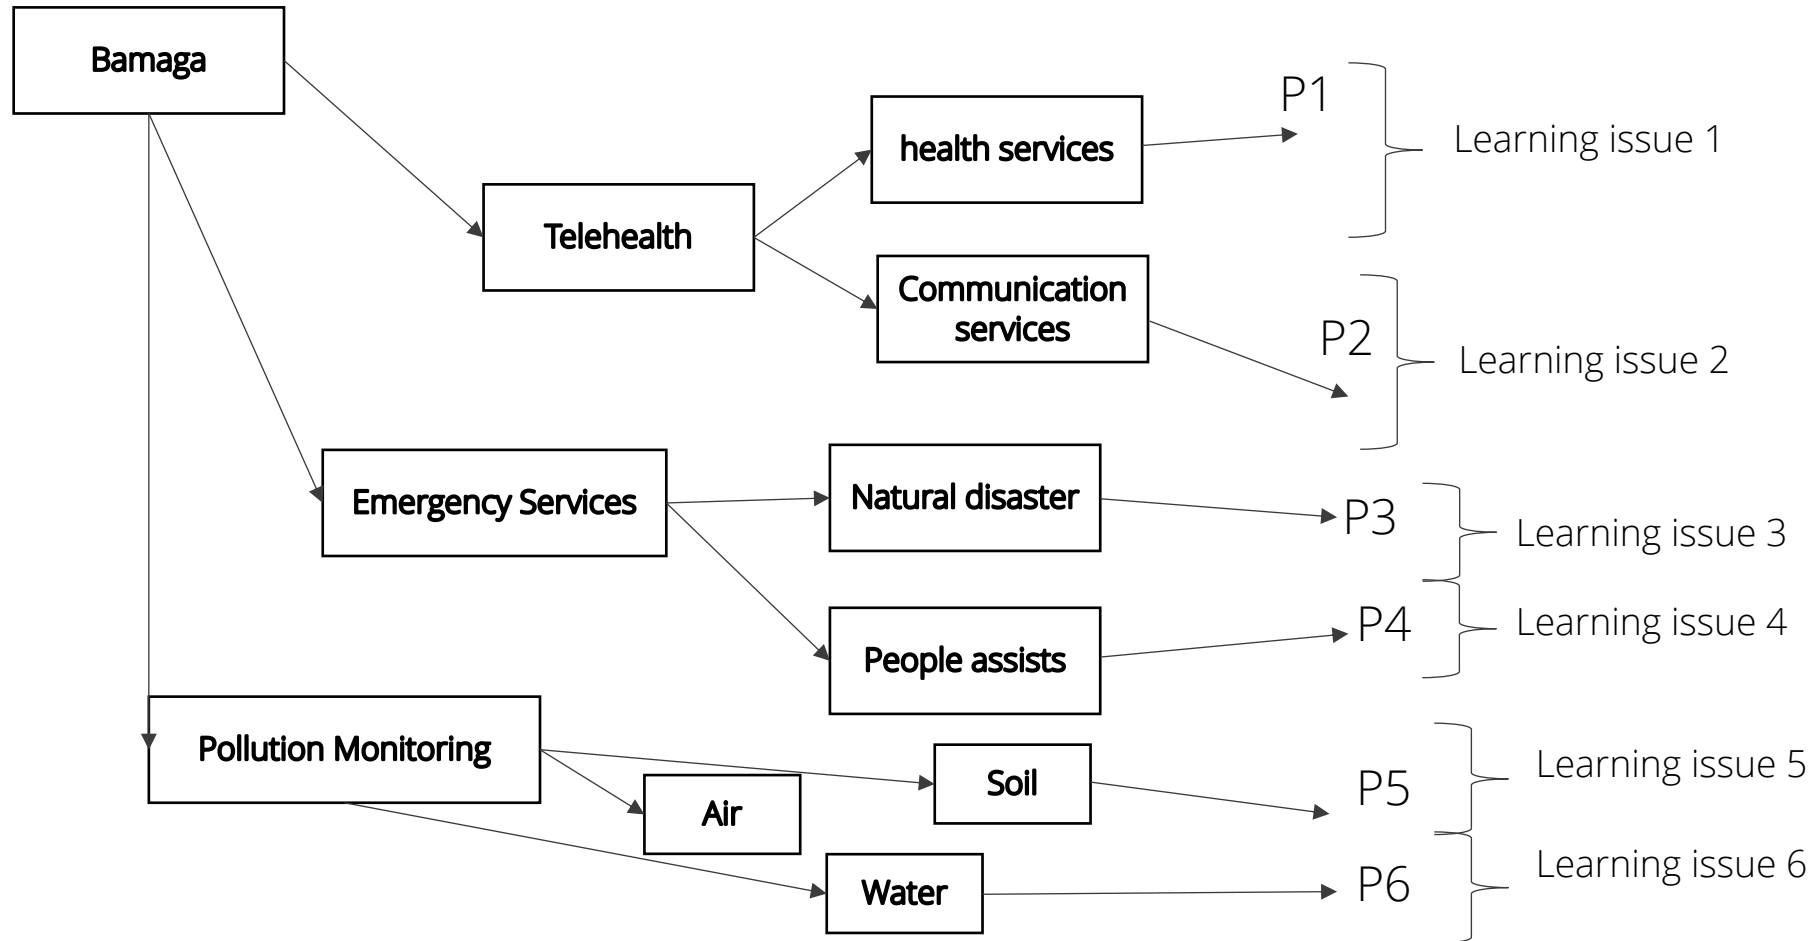 Bamaga
P1
health services
Learning issue 1
Telehealth
Communication
services
P2
Learning issue 2
Emergency Services
Natural disaster
P3
Learning issue 3
People assists
P4
Learning issue 4
Pollution Monitoring
Soil
P5
Learning issue 5
Air
Water
P6
Learning issue 6